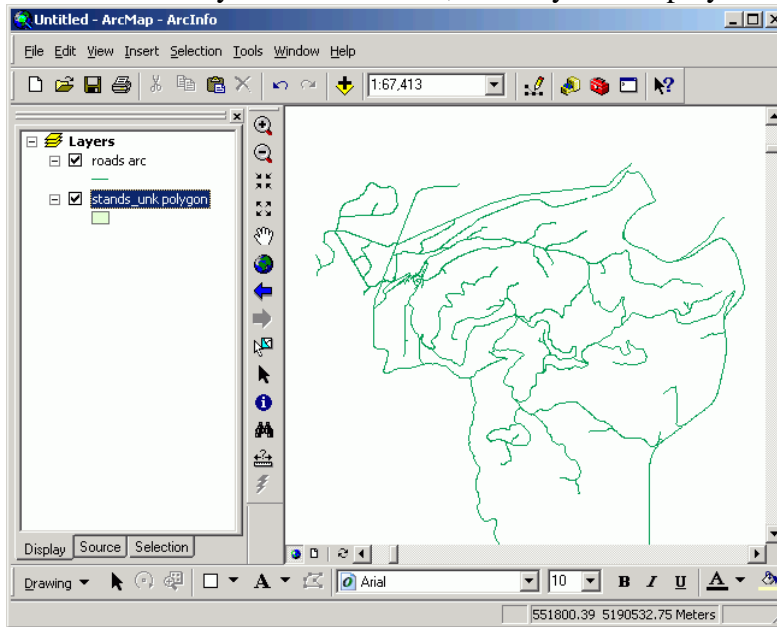 Untitled - ArcMap - ArcInfo
File Edit View Insert Selection Tools Window Help
1:67,413
Layers
roads arc
stands_unk polygon
Display Source Selection
Drawing A Arial 10 B I U A
551800.39 5190532.75 Meters